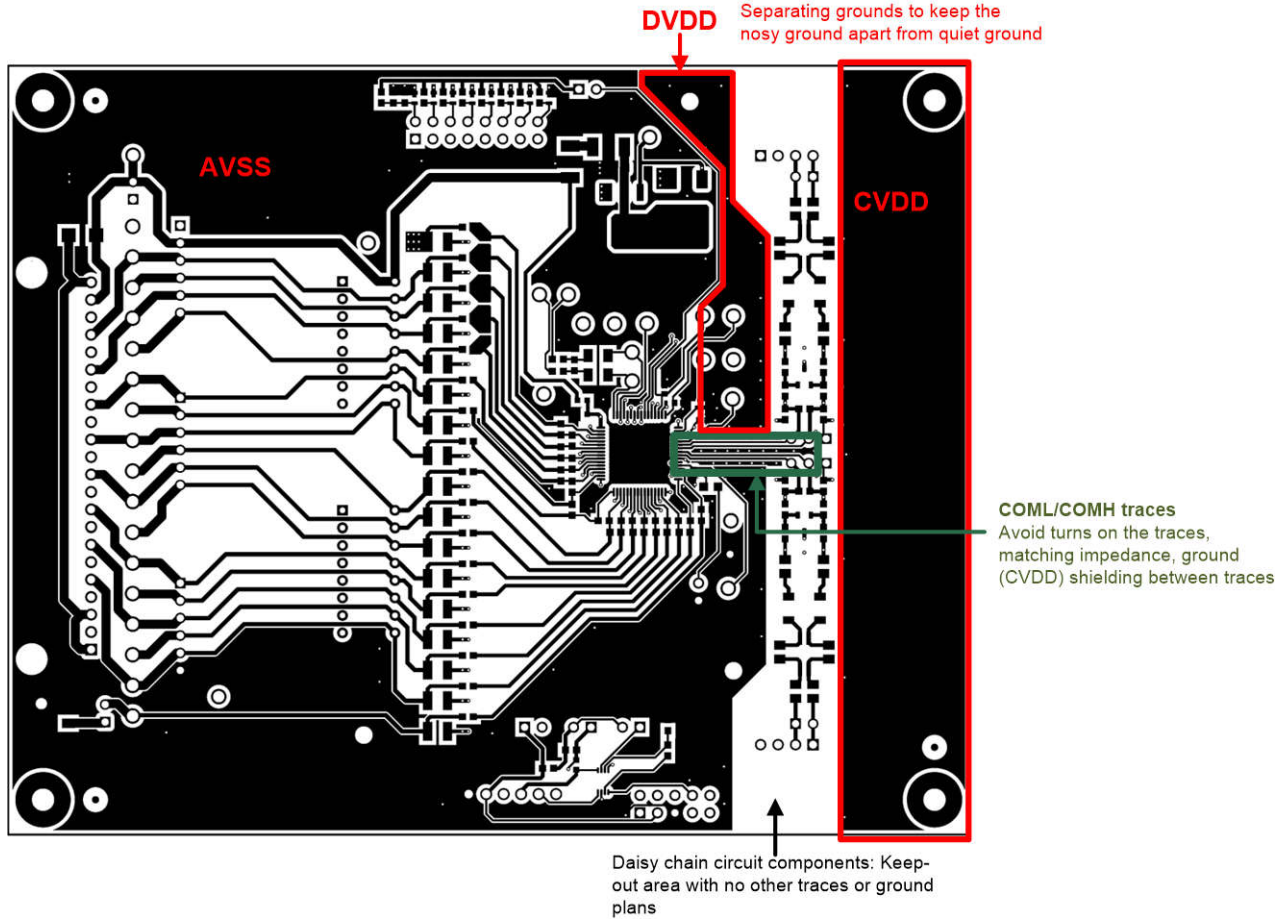 DVDD
Separating grounds to keep the
nosy ground apart from quiet ground
AVSS
CVDD
COML/COMH traces
Avoid turns on the traces,
matching impedance, ground
(CVDD) shielding between traces
Daisy chain circuit components: Keep-
out area with no other traces or ground
plans